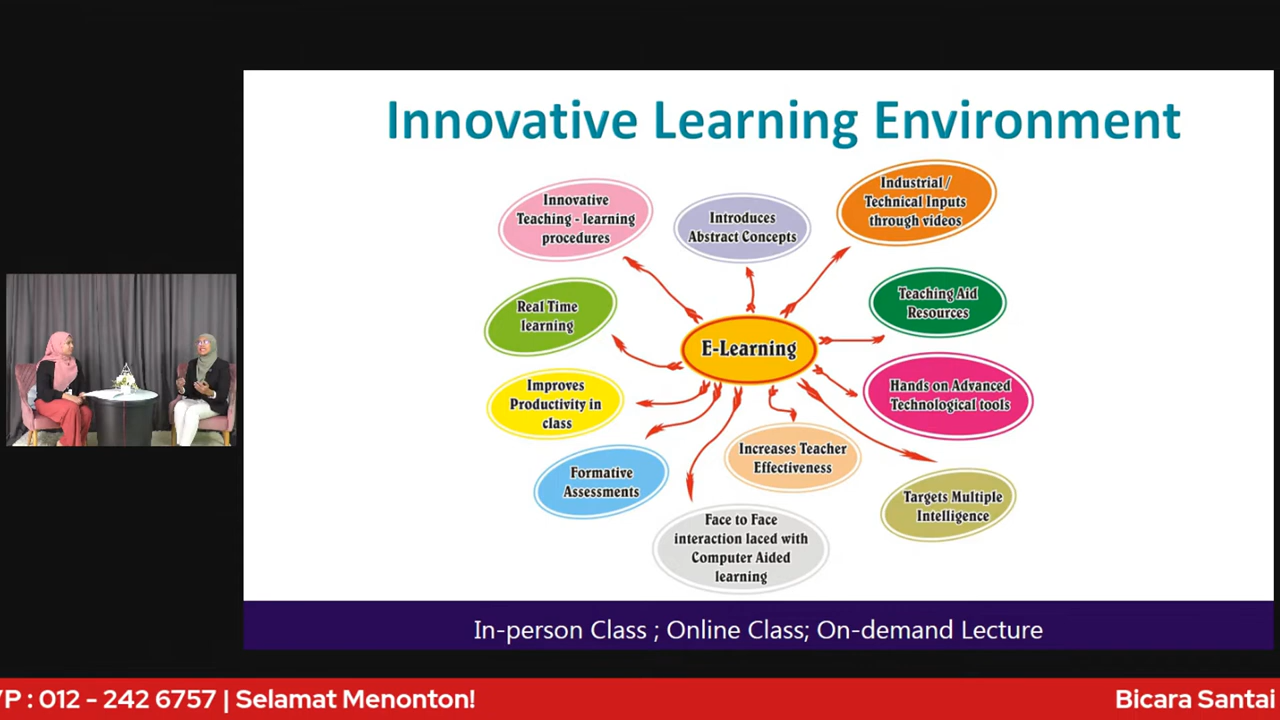 Innovative Learning Environment
Innovative
Teaching - learning
procedures
Introduces
Abstract Concepts
Industrial /
Technical Inputs
through videos
Real Time
learning
Teaching Aid
Resources
E-Learning
Improves
Productivity in
class
Hands on Advanced
Technological tools
Formative
Assessments
Increases Teacher
Effectiveness
Targets Multiple
Intelligence
Face to Face
interaction laced with
Computer Aided
learning
In-person Class ; Online Class; On-demand Lecture
P : 012 - 242 6757 | Selamat Menonton!
Bicara Santai